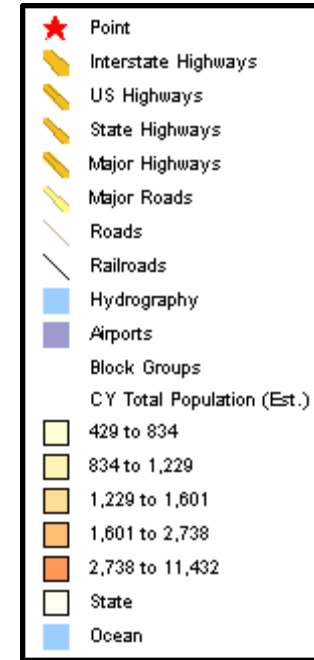 Point
Interstate Highways
US Highways
State Highways
Major Highways
Major Roads
Roads
Railroads
Hydrography
Airports
Block Groups
CY Total Population (Est.)
429 to 834
834 to 1,229
1,229 to 1,601
1,601 to 2,738
2,738 to 11,432
State
Ocean